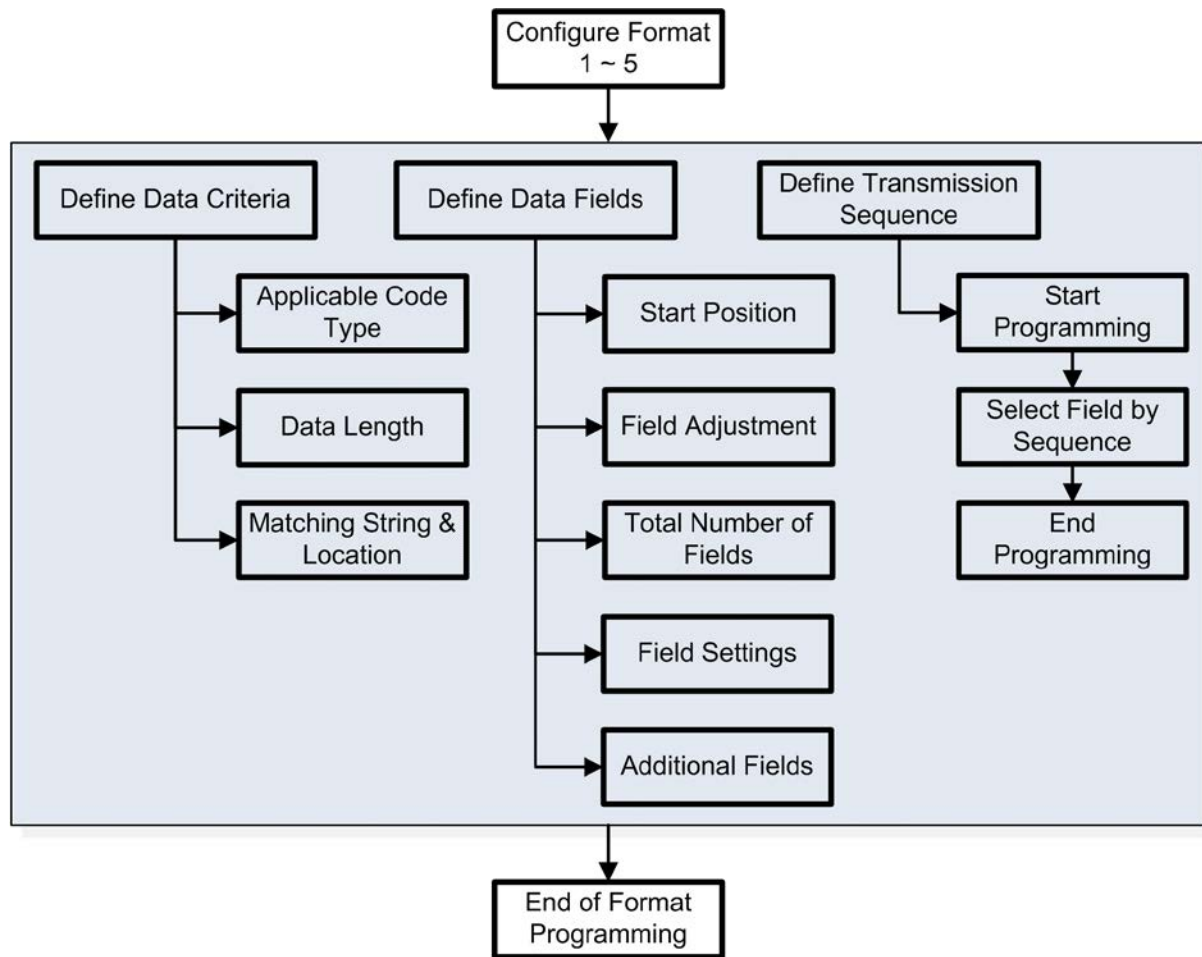 Configure Format
1 ~ 5
Define Data Criteria
Applicable Code
Type
Data Length
Matching String &
Location
Define Data Fields
Start Position
Field Adjustment
Total Number of
Fields
Field Settings
Additional Fields
Define Transmission
Sequence
Start
Programming
Select Field by
Sequence
End
Programming
End of Format
Programming